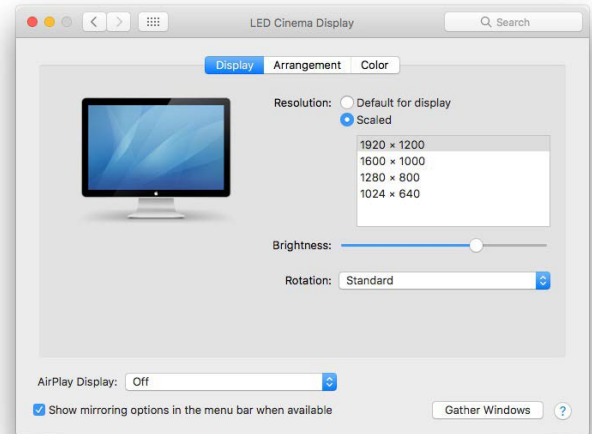 LED Cinema Display
Search
Display Arrangement Color
Resolution: Default for display
Scaled
1920 × 1200
1600 × 1000
1280 × 800
1024 × 640
Brightness:
Rotation: Standard
AirPlay Display: Off
Show mirroring options in the menu bar when available
Gather Windows ?